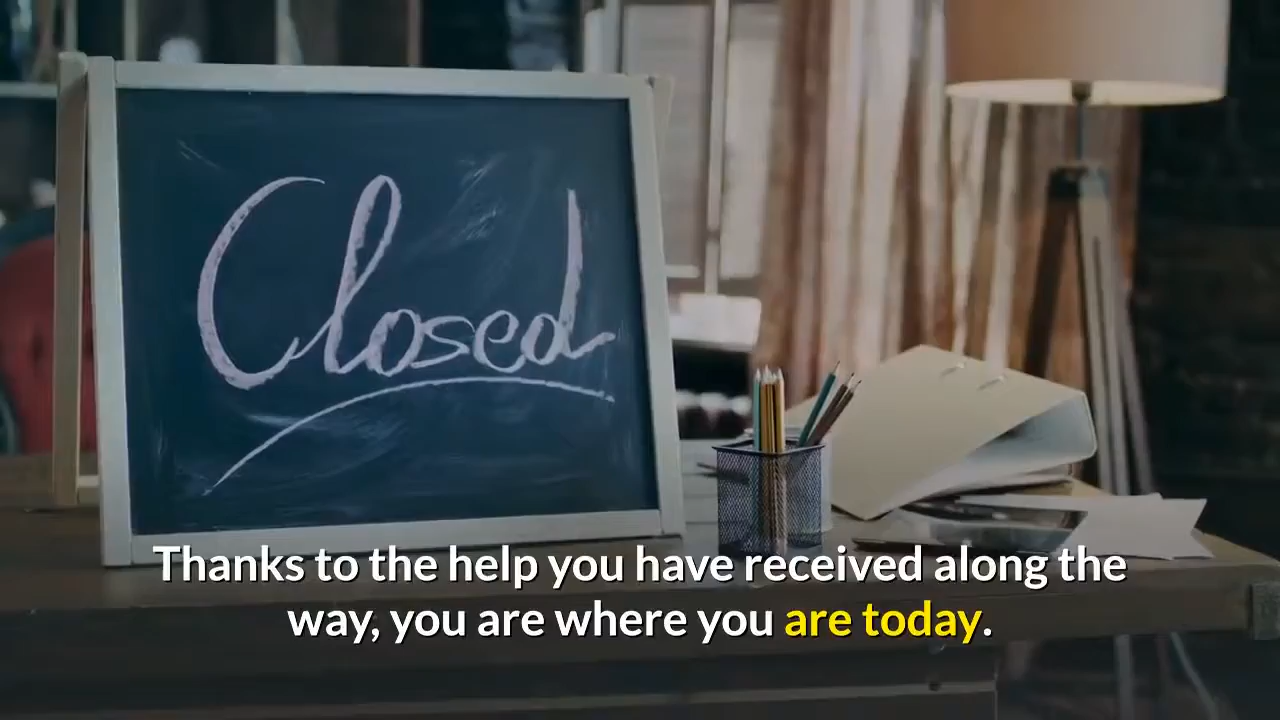 Closed
Thanks to the help you have received along the
way, you are where you are today.